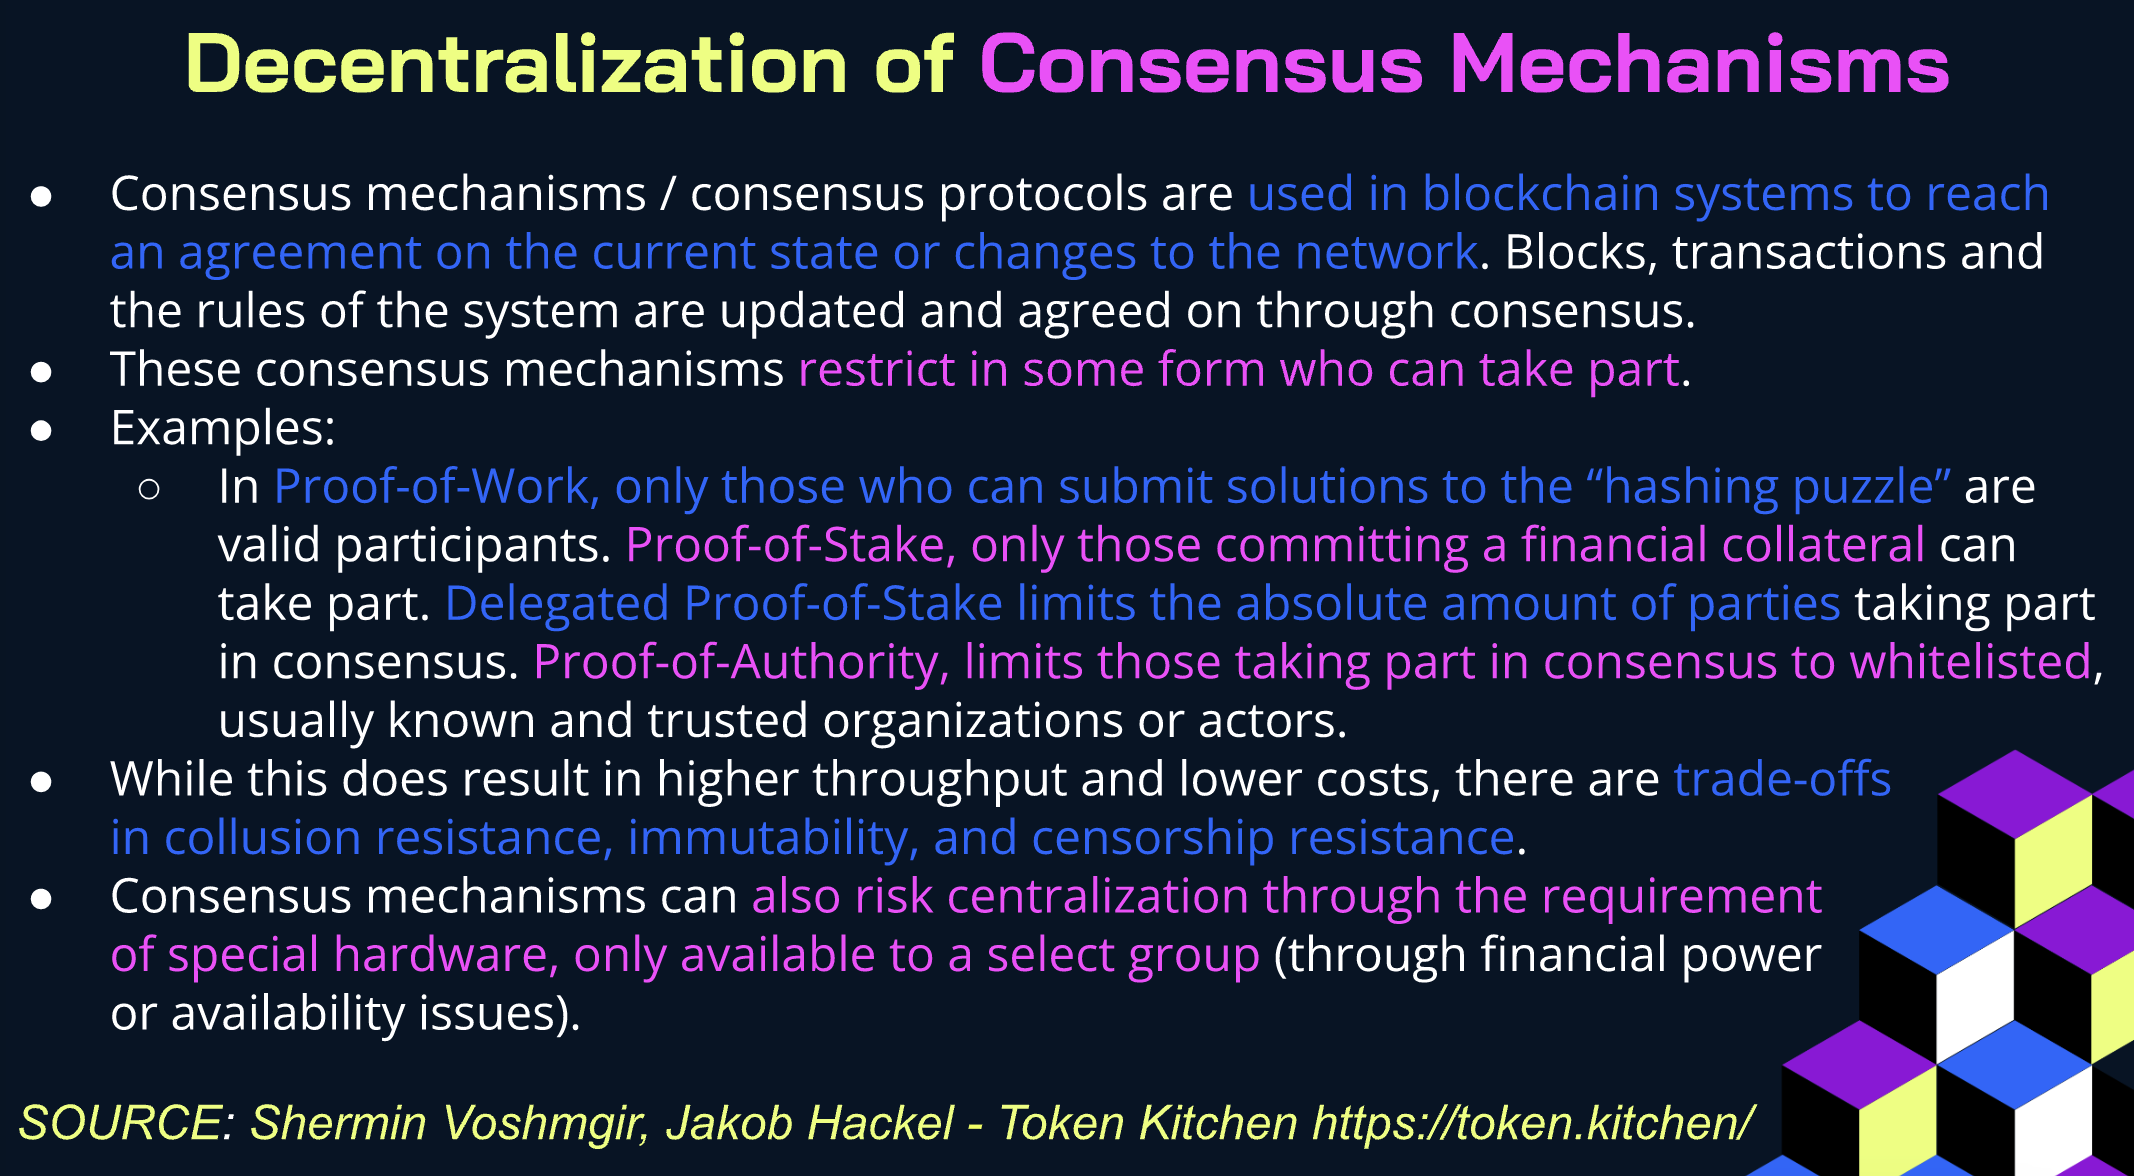 Decentralization of Consensus Mechanisms
● Consensus mechanisms / consensus protocols are used in blockchain systems to reach
an agreement on the current state or changes to the network. Blocks, transactions and
the rules of the system are updated and agreed on through consensus.
● These consensus mechanisms restrict in some form who can take part.
● Examples:
○ In Proof-of-Work, only those who can submit solutions to the “hashing puzzle” are
valid participants. Proof-of-Stake, only those committing a financial collateral can
take part. Delegated Proof-of-Stake limits the absolute amount of parties taking part
in consensus. Proof-of-Authority, limits those taking part in consensus to whitelisted,
usually known and trusted organizations or actors.
● While this does result in higher throughput and lower costs, there are trade-offs
in collusion resistance, immutability, and censorship resistance.
● Consensus mechanisms can also risk centralization through the requirement
of special hardware, only available to a select group (through financial power
or availability issues).
SOURCE: Shermin Voshmgir, Jakob Hackel - Token Kitchen https://token.kitchen/